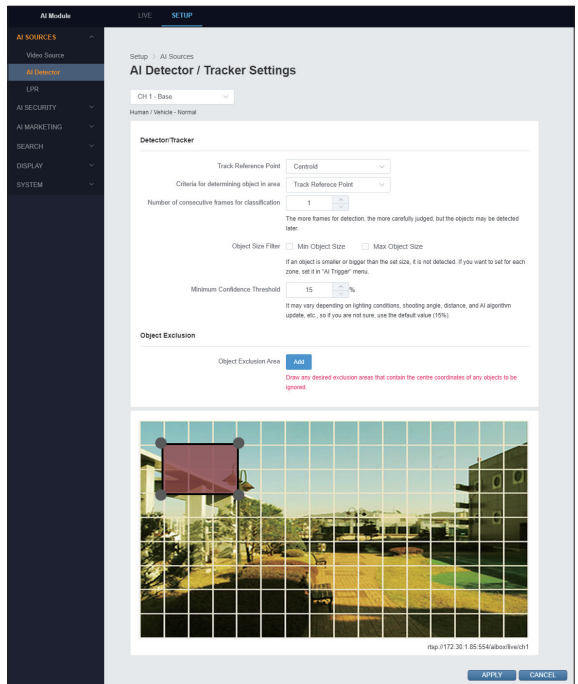 AI Module
LIVE
SETUP
AI SOURCES
Video Source
AI Detector
LPR
AI SECURITY
AI MARKETING
SEARCH
DISPLAY
SYSTEM
Setup
AI Sources
AI Detector / Tracker Settings
CH 1 - Base
Human / Vehicle - Normal
Detector/Tracker
Track Reference Point
Centroid
Criteria for determining object in area
Track Referece Point
Number of consecutive frames for classification
1
The more frames for detection, the more carefully judged, but the objects may be detected
later.
Object Size Filter
Min Object Size
Max Object Size
If an object is smaller or bigger than the set size, it is not detected. If you want to set for each
zone, set it in "AI Trigger" menu.
Minimum Confidence Threshold
15
%
It may vary depending on lighting conditions, shooting angle, distance, and AI algorithm
update, etc., so if you are not sure, use the default value (15%)
Object Exclusion
Object Exclusion Area
Add
Draw any desired exclusion areas that contain the centre coordinates of any objects to be
ignored.
rtsp://172.30.1.85:554/aibox/live/ch1
APPLY
CANCEL